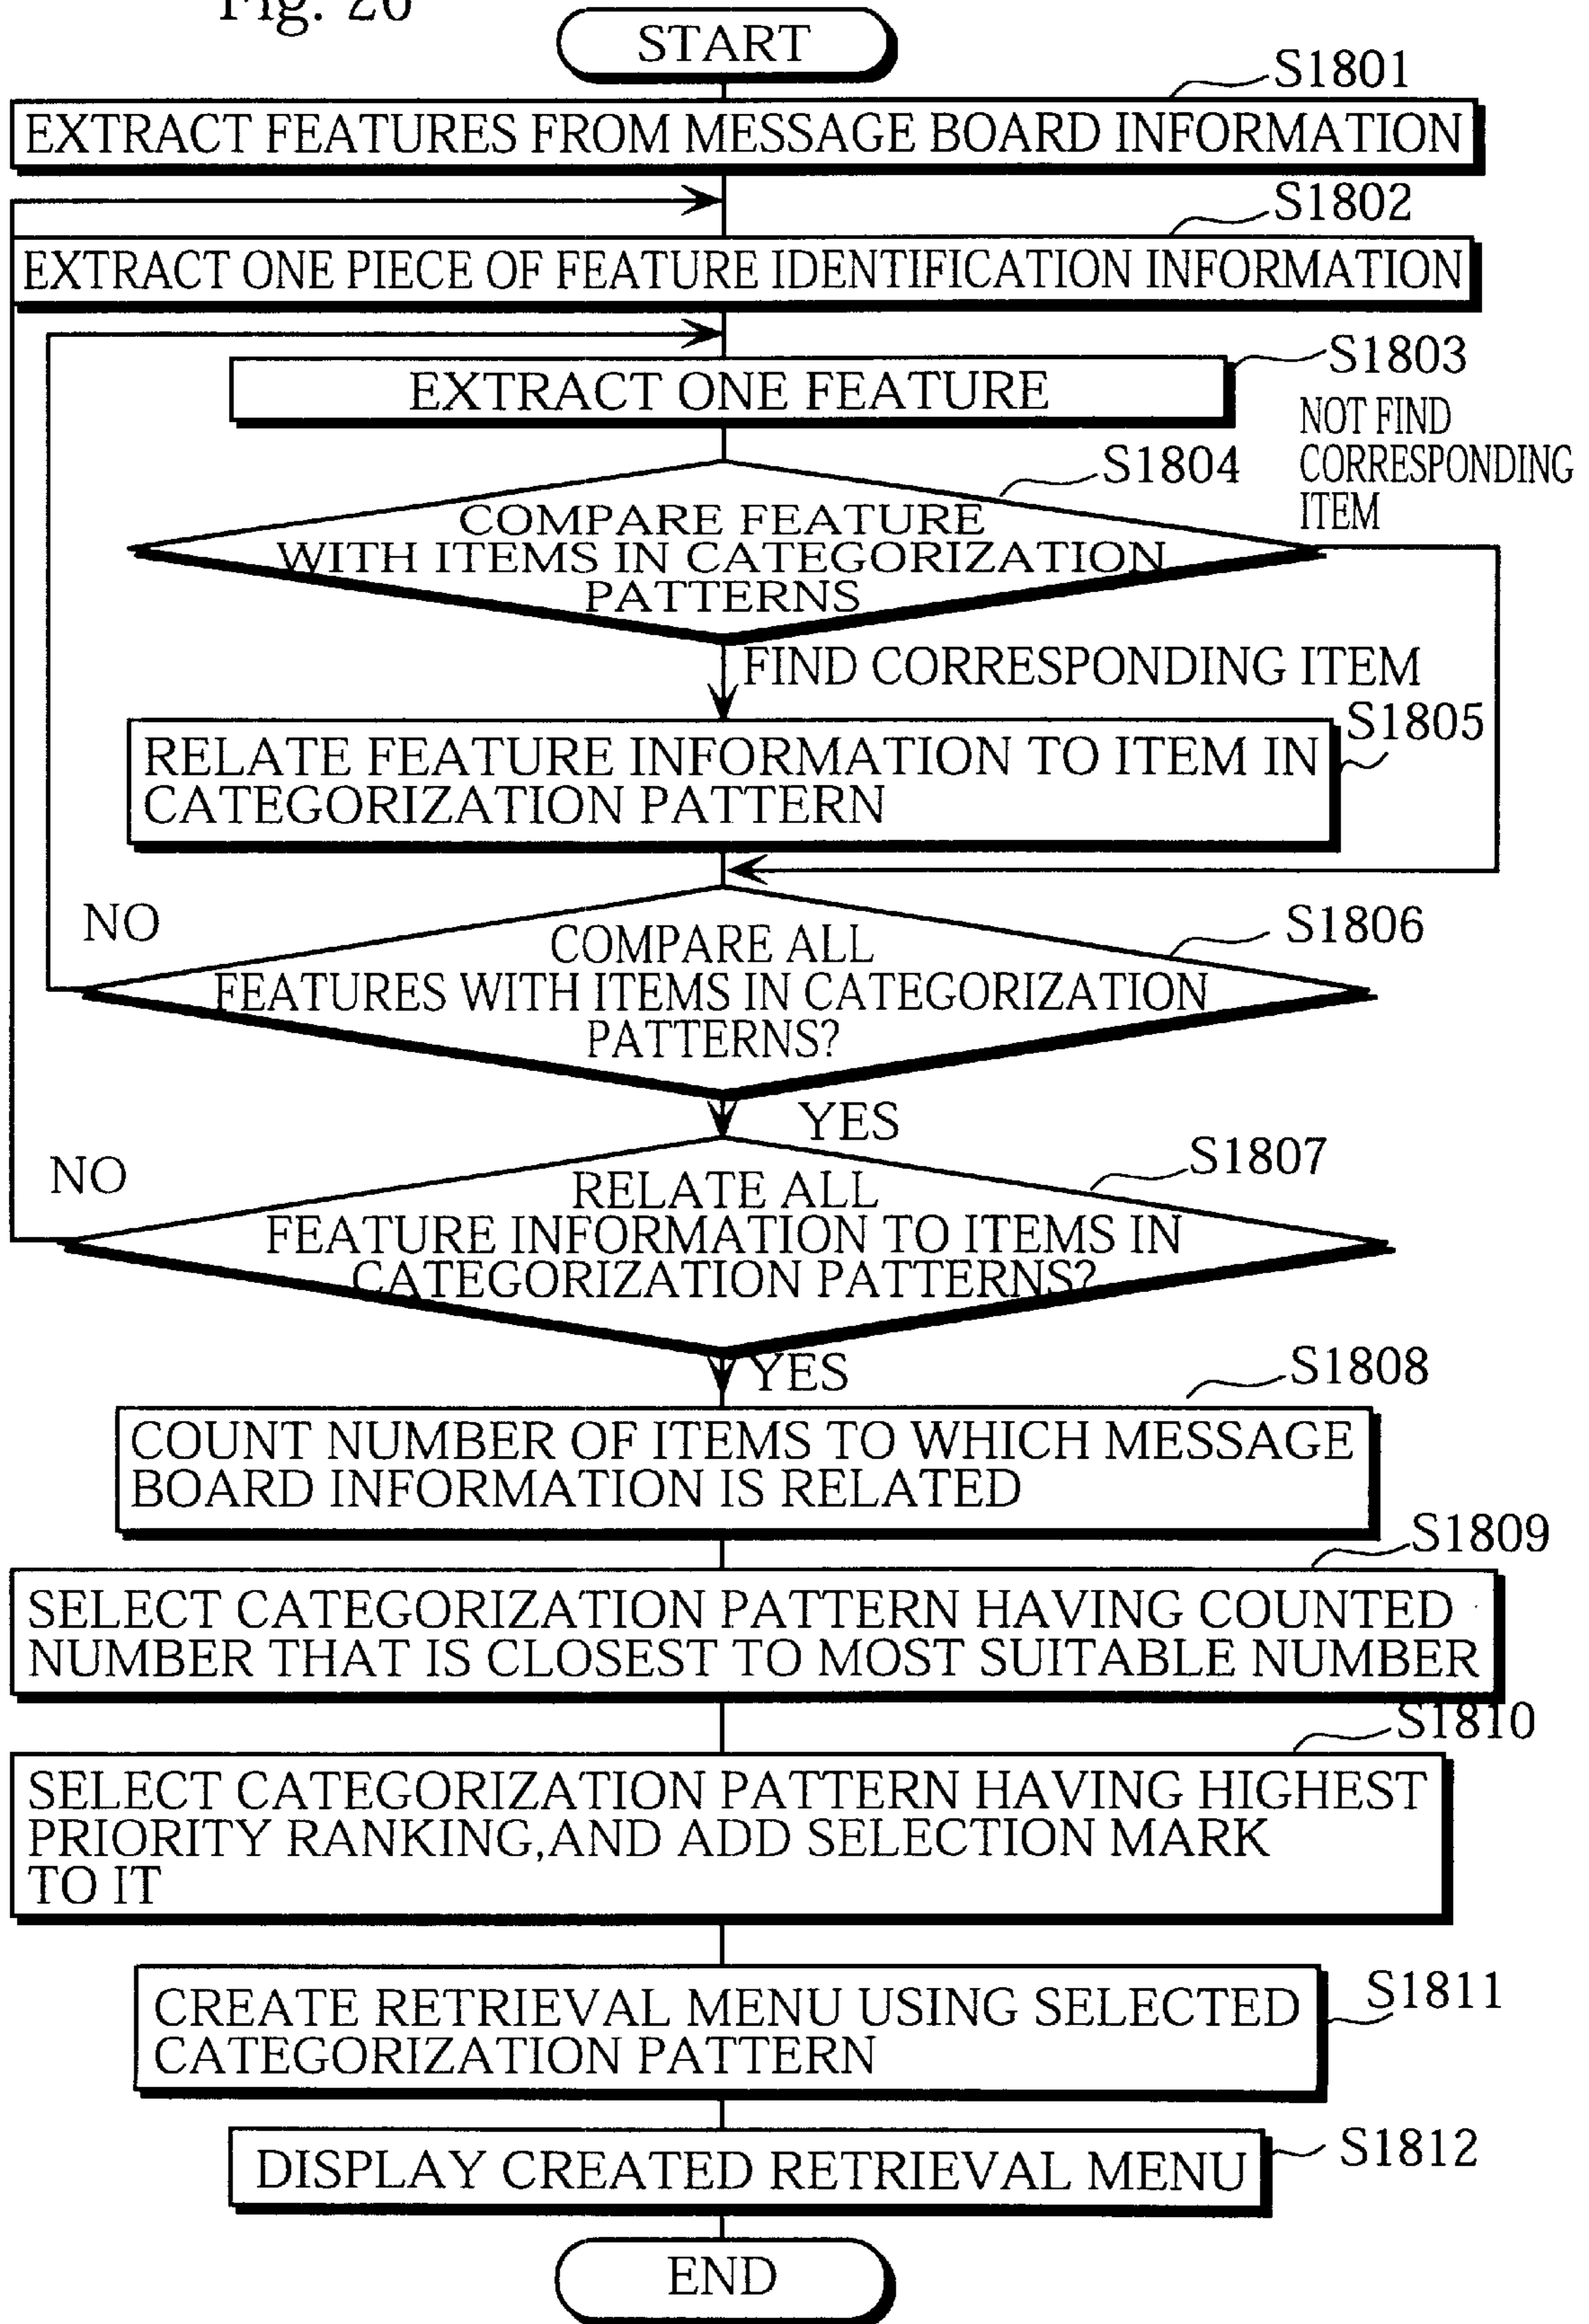 Fig. 26
START
S1801
EXTRACT FEATURES FROM MESSAGE BOARD INFORMATION
S1802
EXTRACT ONE PIECE OF FEATURE IDENTIFICATION INFORMATION
S1803
EXTRACT ONE FEATURE
NOT FIND
CORRESPONDING
ITEM
S1804
COMPARE FEATURE
WITH ITEMS IN CATEGORIZATION
PATTERNS
FIND CORRESPONDING ITEM
S1805
RELATE FEATURE INFORMATION TO ITEM IN
CATEGORIZATION PATTERN
NO
S1806
COMPARE ALL
FEATURES WITH ITEMS IN CATEGORIZATION
PATTERNS?
YES
NO
S1807
RELATE ALL
FEATURE INFORMATION TO ITEMS IN
CATEGORIZATION PATTERNS?
YES
S1808
COUNT NUMBER OF ITEMS TO WHICH MESSAGE
BOARD INFORMATION IS RELATED
S1809
SELECT CATEGORIZATION PATTERN HAVING COUNTED
NUMBER THAT IS CLOSEST TO MOST SUITABLE NUMBER
S1810
SELECT CATEGORIZATION PATTERN HAVING HIGHEST
PRIORITY RANKING,AND ADD SELECTION MARK
TO IT
S1811
CREATE RETRIEVAL MENU USING SELECTED
CATEGORIZATION PATTERN
S1812
DISPLAY CREATED RETRIEVAL MENU
END